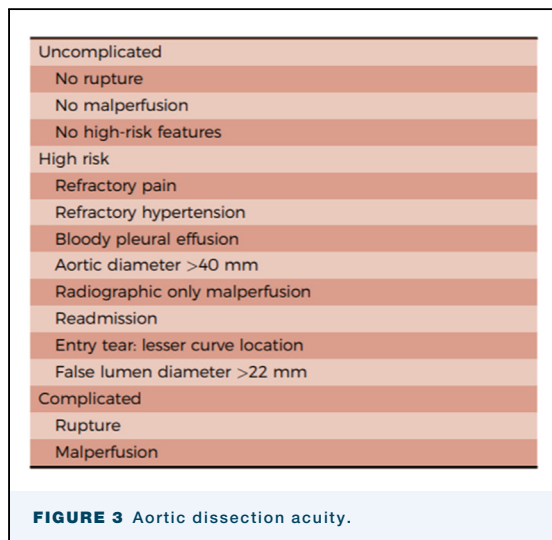 Uncomplicated
No rupture
No malperfusion
No high-risk features
High risk
Refractory pain
Refractory hypertension
Bloody pleural effusion
Aortic diameter >40 mm
Radiographic only malperfusion
Readmission
Entry tear: lesser curve location
False lumen diameter >22 mm
Complicated
Rupture
Malperfusion
FIGURE 3 Aortic dissection acuity.